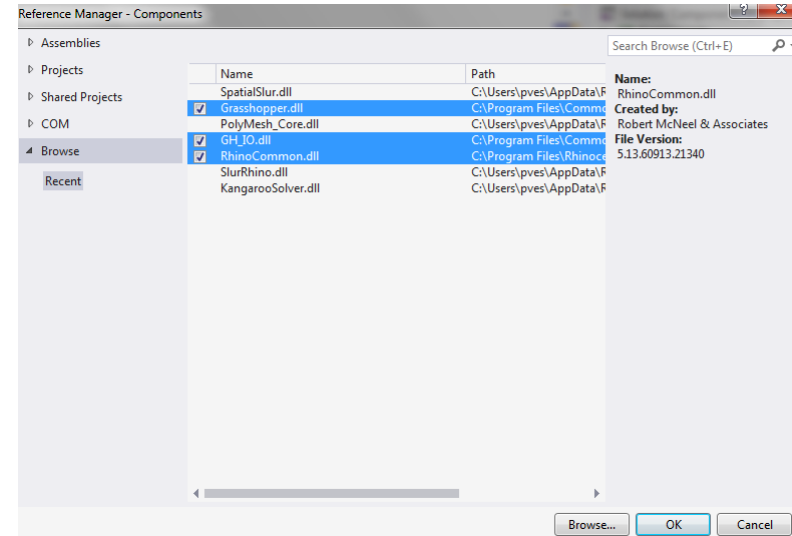 Reference Manager - Components
Assemblies
Projects
Shared Projects
COM
Browse
Recent
Name Path
SpatialSlur.dll C:\Users\pves\AppData\R
Grasshopper.dll C:\Program Files\Commo
PolyMesh_Core.dll C:\Users\pves\AppData\R
GH_IO.dll C:\Program Files\Commo
RhinoCommon.dll C:\Program Files\Rhinoce
SlurRhino.dll C:\Users\pves\AppData\R
KangarooSolver.dll C:\Users\pves\AppData\R
Search Browse (Ctrl+E)
Name:
RhinoCommon.dll
Created by:
Robert McNeel & Associates
File Version:
5.13.60913.21340
Browse... OK Cancel